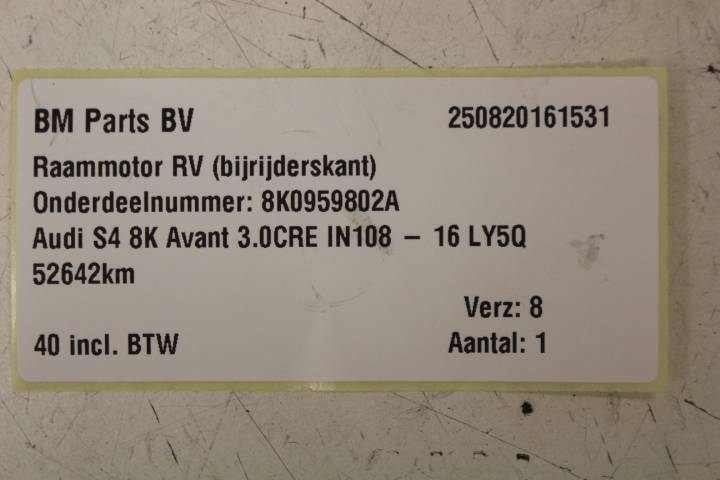 BM Parts BV 250820161531
Raammotor RV (bijrijderskant)
Onderdeelnummer: 8K0959802A
Audi S4 8K Avant 3.0CRE IN108 – 16 LY5Q
52642km
Verz: 8
40 incl. BTW Aantal: 1